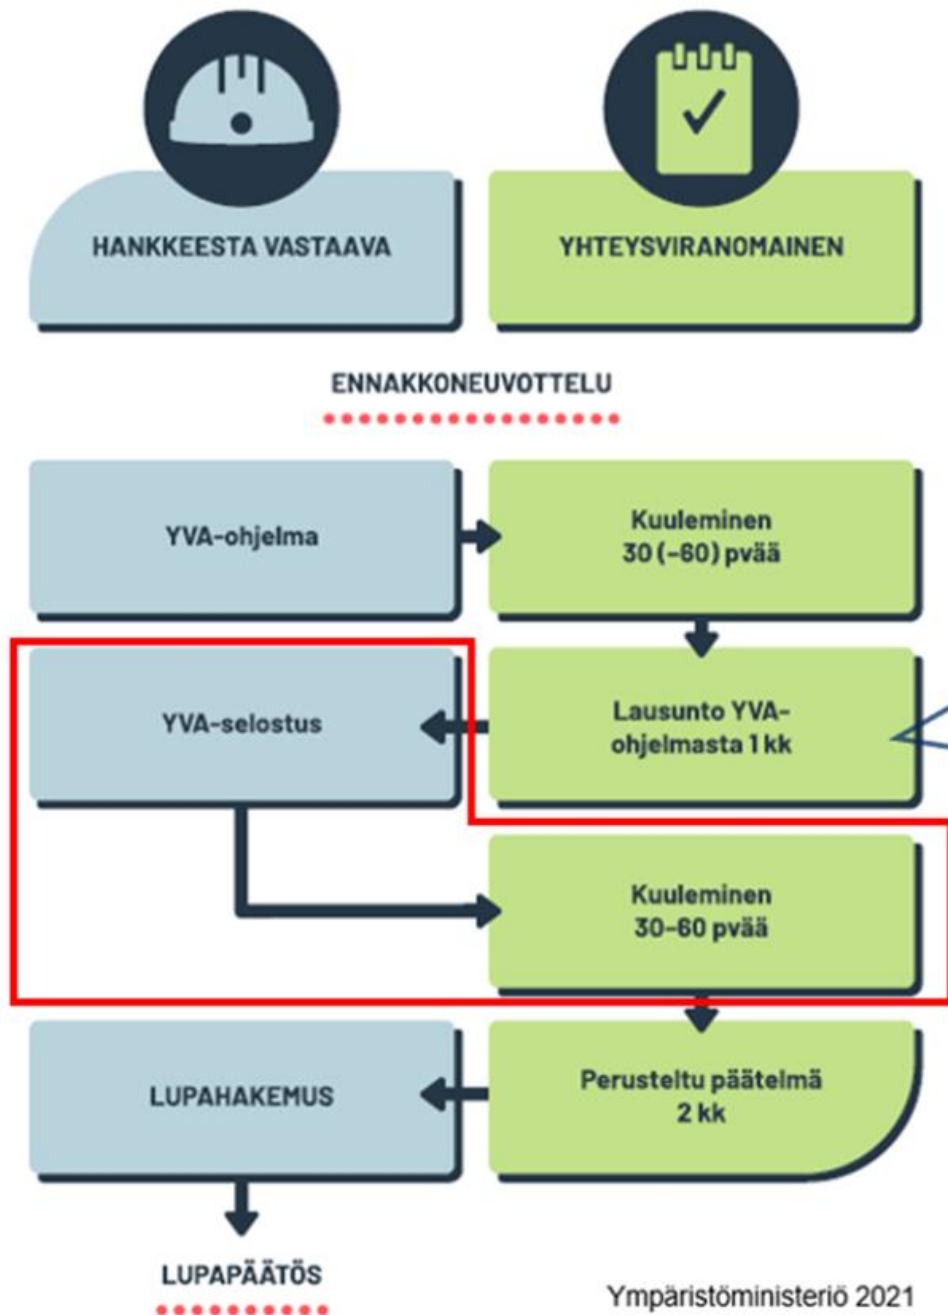 HANKKEESTA VASTAAVA
YHTEYSVIRANOMAINEN
ENNAKKONEUVOTTELU
YVA-ohjelma
Kuuleminen
30 (-60) pvää
YVA-selostus
Lausunto YVA-
ohjelmasta 1 kk
Kuuleminen
30-60 pvää
LUPAHAKEMUS
Perusteltu päätelmä
2 kk
LUPAPÄÄTÖS
Ympäristöministeriö 2021